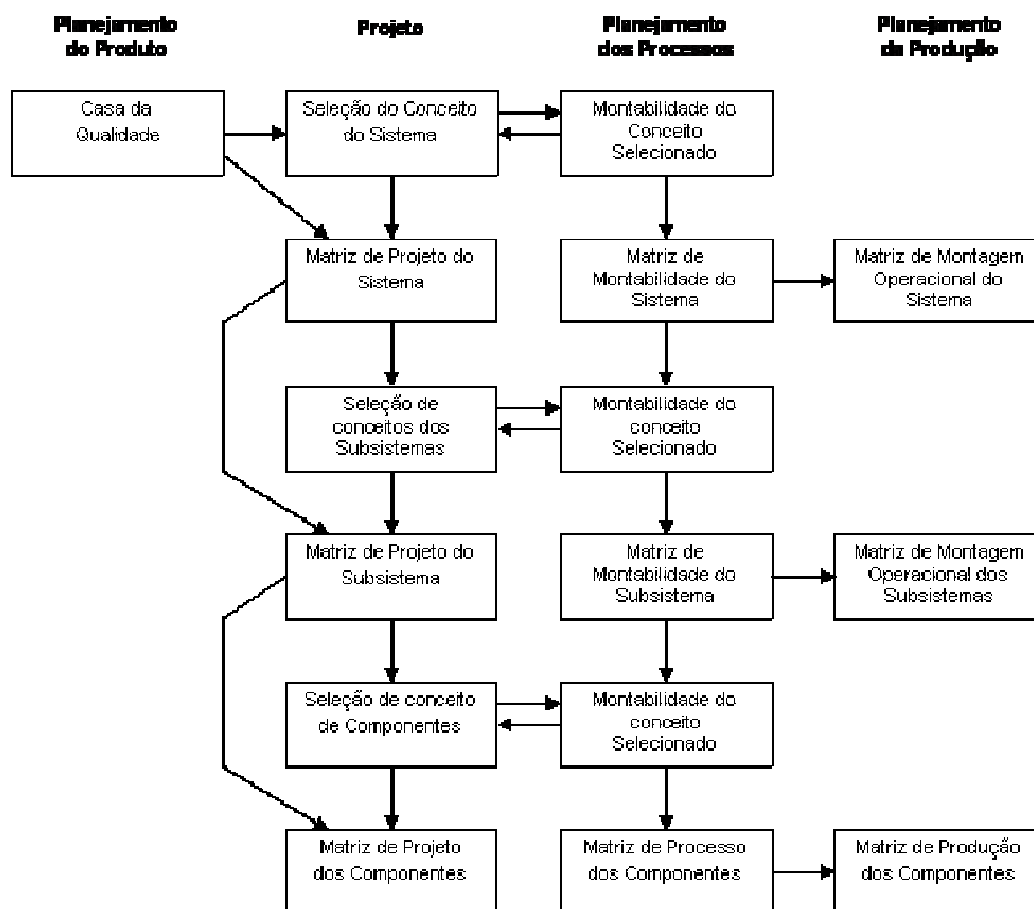 Planejamento
do Produto
Projeto
Planejamento
dos Processos
Planejamento
da Produção
Casa da
Qualidade
Seleção do Conceito
do Sistema
Montabilidade do
Conceito
Selecionado
Matriz de Projeto do
Sistema
Matriz de
Montabilidade do
Sistema
Matriz de Montagem
Operacional do
Sistema
Seleção de
conceitos dos
Subsistemas
Montabilidade do
conceito
Selecionado
Matriz de Projeto do
Subsistema
Matriz de
Montabilidade do
Subsistema
Matriz de Montagem
Operacional dos
Subsistemas
Seleção de conceito
de Componentes
Montabilidade do
conceito
Selecionado
Matriz de Projeto
dos Componentes
Matriz de Processo
dos Componentes
Matriz de Produção
dos Componentes